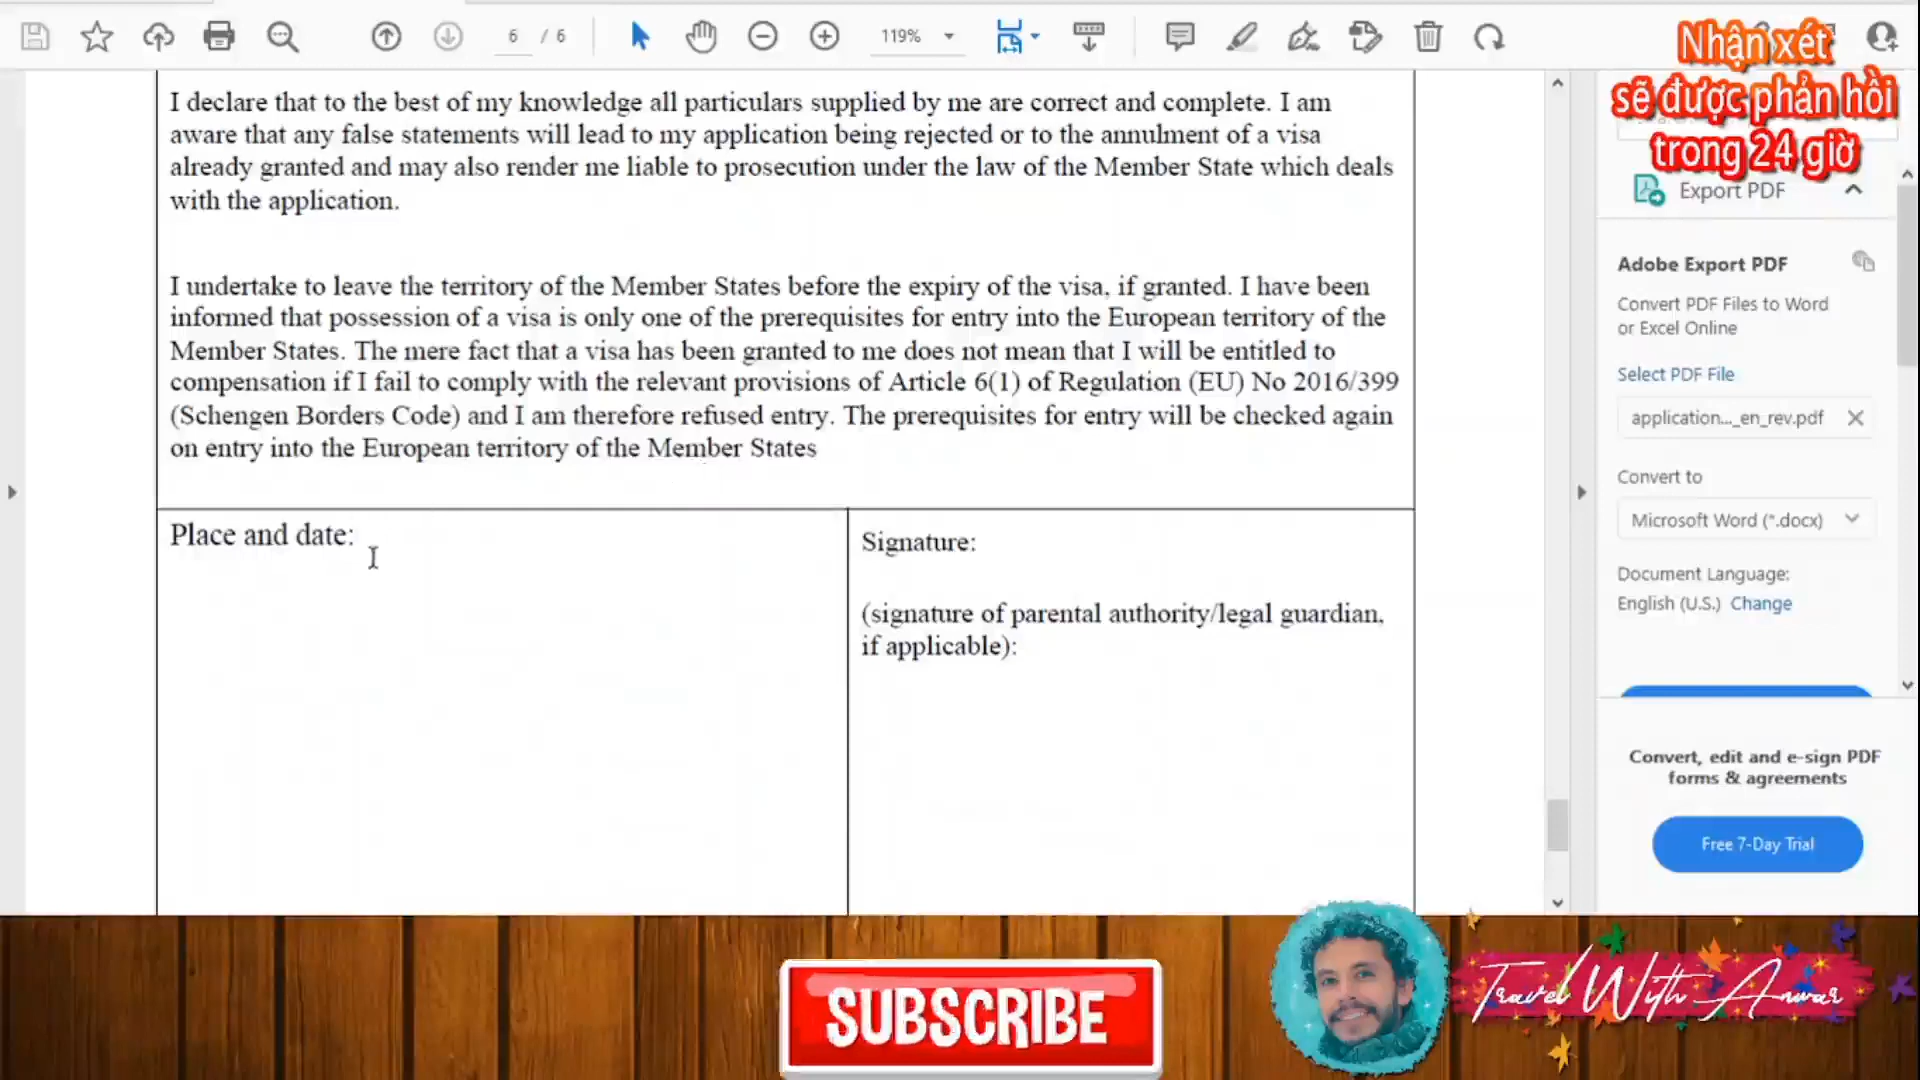 6 / 6
119%
Nhận xét
sẽ được phản hồi
trong 24 giờ
I declare that to the best of my knowledge all particulars supplied by me are correct and complete. I am
aware that any false statements will lead to my application being rejected or to the annulment of a visa
already granted and may also render me liable to prosecution under the law of the Member State which deals
with the application.
I undertake to leave the territory of the Member States before the expiry of the visa, if granted. I have been
informed that possession of a visa is only one of the prerequisites for entry into the European territory of the
Member States. The mere fact that a visa has been granted to me does not mean that I will be entitled to
compensation if I fail to comply with the relevant provisions of Article 6(1) of Regulation (EU) No 2016/399
(Schengen Borders Code) and I am therefore refused entry. The prerequisites for entry will be checked again
on entry into the European territory of the Member States
Place and date:
Signature:
(signature of parental authority/legal guardian,
if applicable):
Export PDF
Adobe Export PDF
Convert PDF Files to Word
or Excel Online
Select PDF File
application..._en_rev.pdf
Convert to
Microsoft Word (*.docx)
Document Language:
English (U.S.) Change
Convert, edit and e-sign PDF
forms & agreements
Free 7-Day Trial
SUBSCRIBE
Travel With Anwar